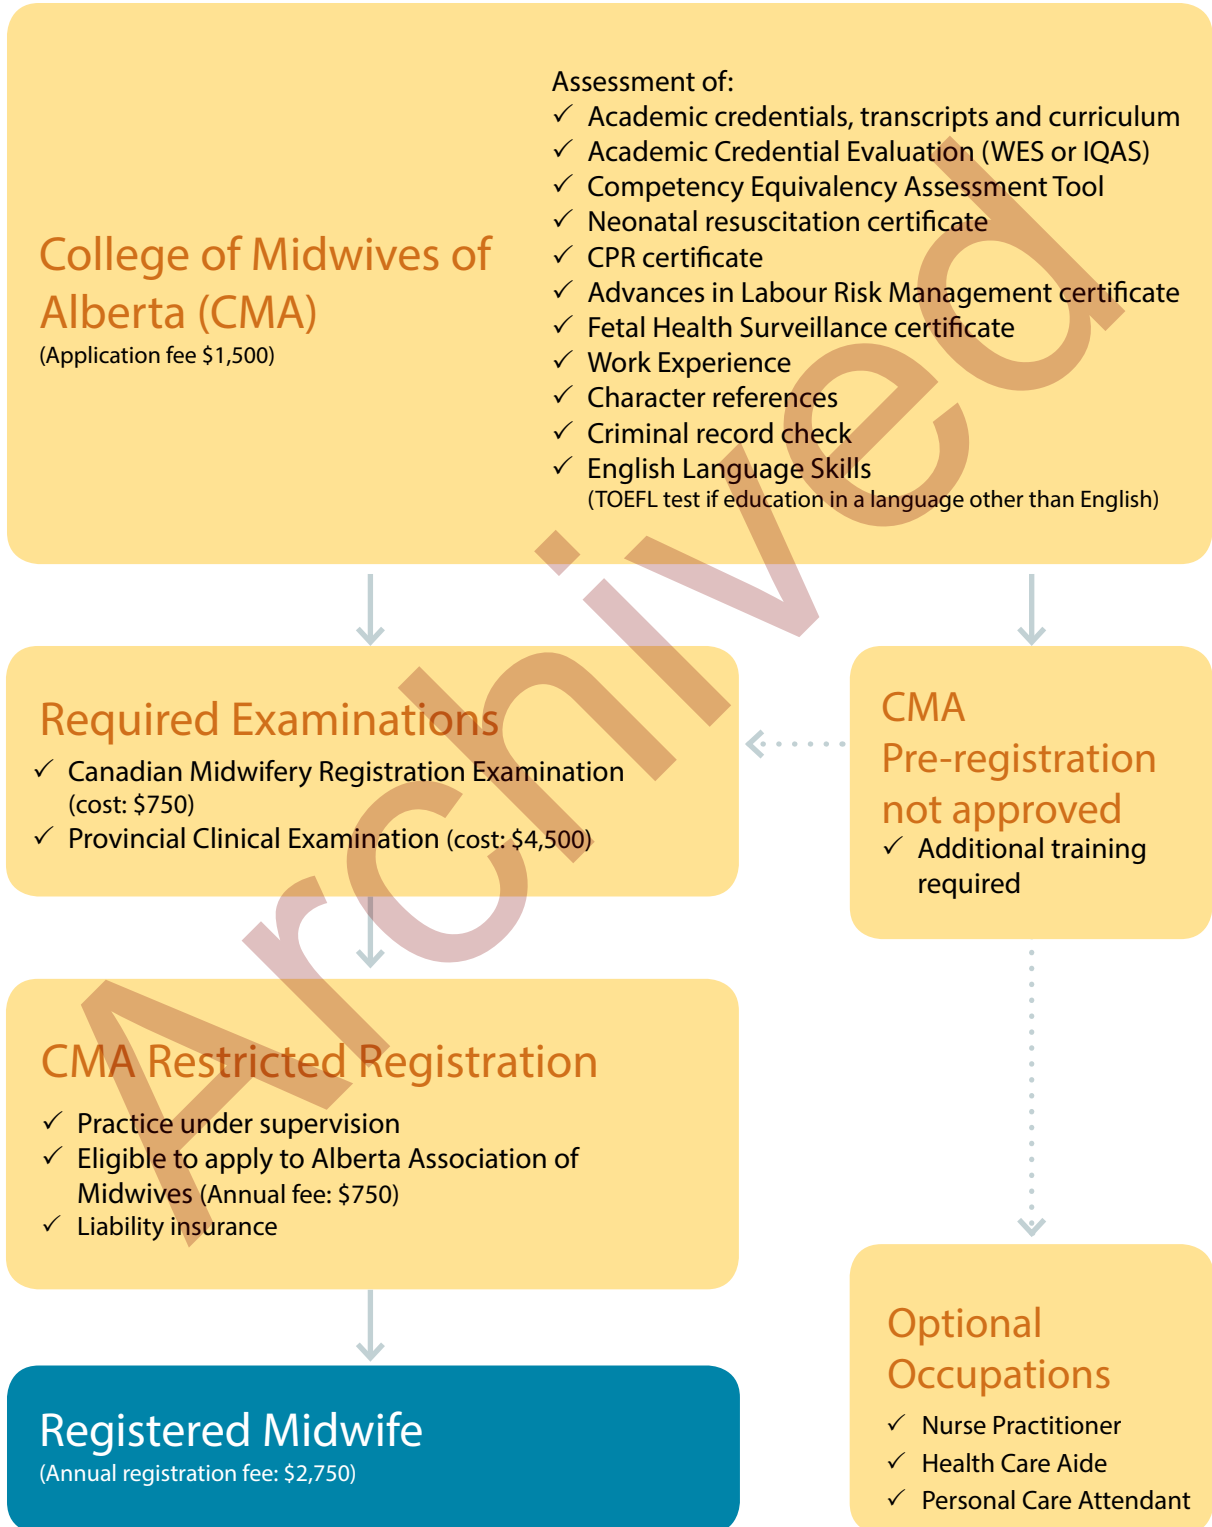 College of Midwives of
Alberta (CMA)
(Application fee $1,500)
Assessment of:
✓ Academic credentials, transcripts and curriculum
✓ Academic Credential Evaluation (WES or IQAS)
✓ Competency Equivalency Assessment Tool
✓ Neonatal resuscitation certificate
✓ CPR certificate
✓ Advances in Labour Risk Management certificate
✓ Fetal Health Surveillance certificate
✓ Work Experience
✓ Character references
✓ Criminal record check
✓ English Language Skills
(TOEFL test if education in a language other than English)
Required Examinations
✓ Canadian Midwifery Registration Examination
(cost: $750)
✓ Provincial Clinical Examination (cost: $4,500)
CMA
Pre-registration
not approved
✓ Additional training
required
CMA Restricted Registration
✓ Practice under supervision
✓ Eligible to apply to Alberta Association of
Midwives (Annual fee: $750)
✓ Liability insurance
Registered Midwife
(Annual registration fee: $2,750)
Optional
Occupations
✓ Nurse Practitioner
✓ Health Care Aide
✓ Personal Care Attendant
Archived